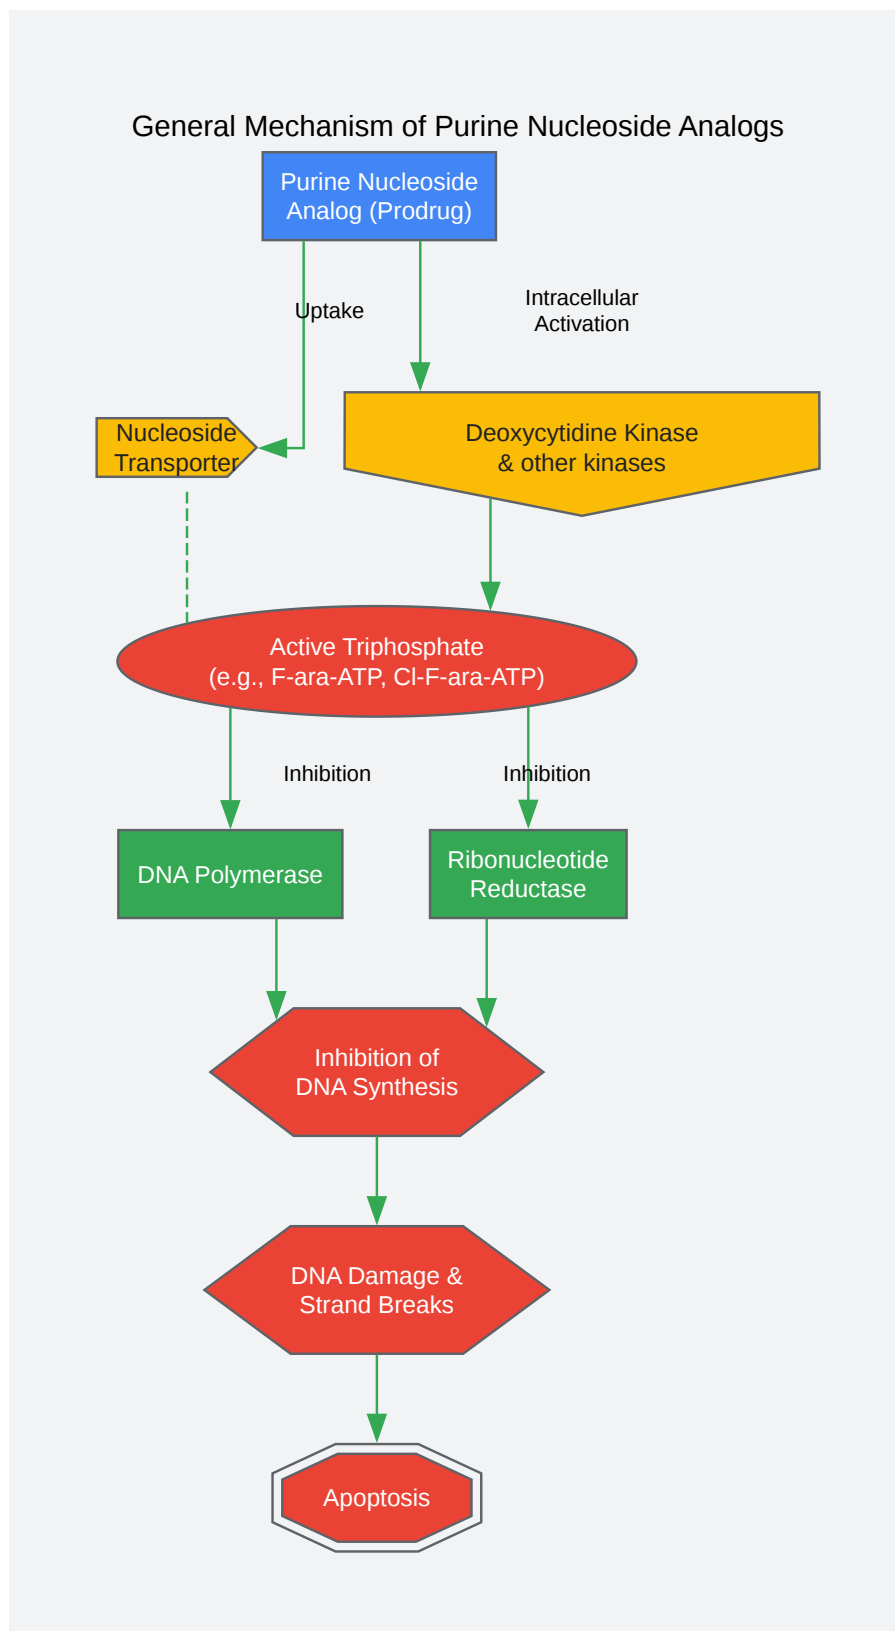 General Mechanism of Purine Nucleoside Analogs
Purine Nucleoside
Analog (Prodrug)
Uptake
Intracellular
Activation
Nucleoside
Transporter
Deoxycytidine Kinase
& other kinases
Active Triphosphate
(e.g., F-ara-ATP, Cl-F-ara-ATP)
Inhibition
Inhibition
DNA Polymerase
Ribonucleotide
Reductase
Inhibition of
DNA Synthesis
DNA Damage &
Strand Breaks
Apoptosis